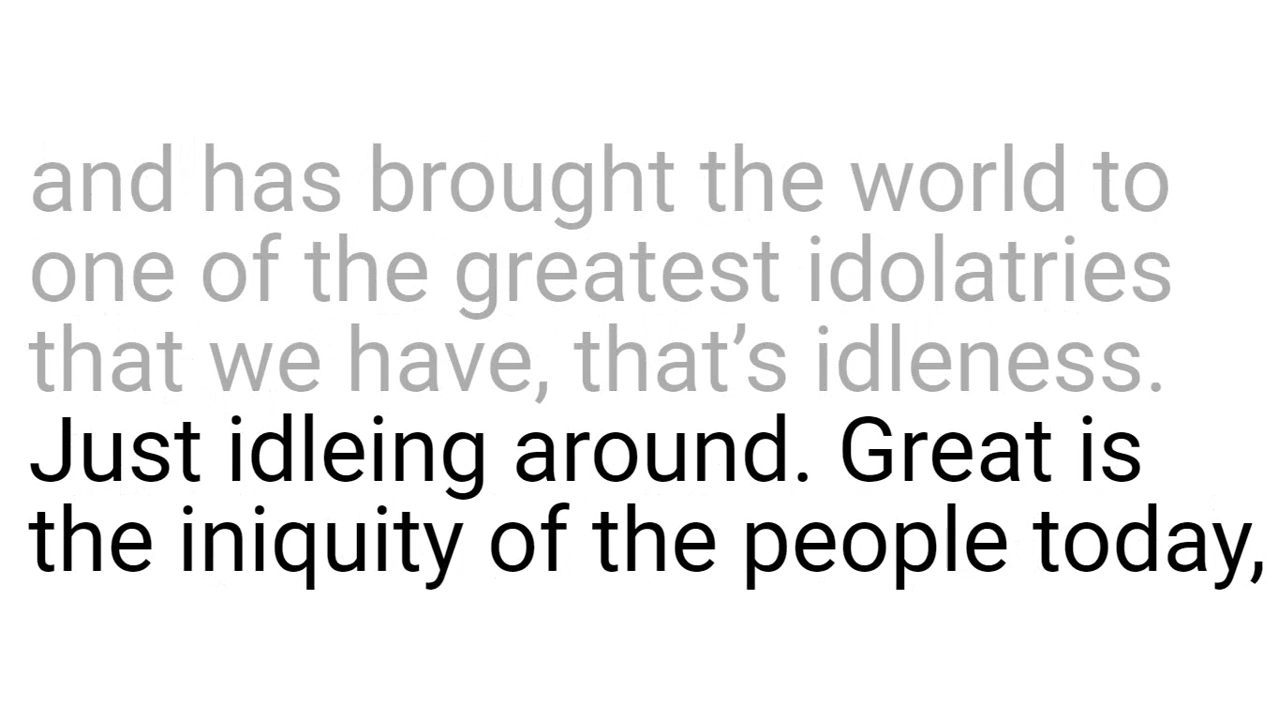 and has brought the world to
one of the greatest idolatries
that we have, that’s idleness.
Just idleing around. Great is
the iniquity of the people today,